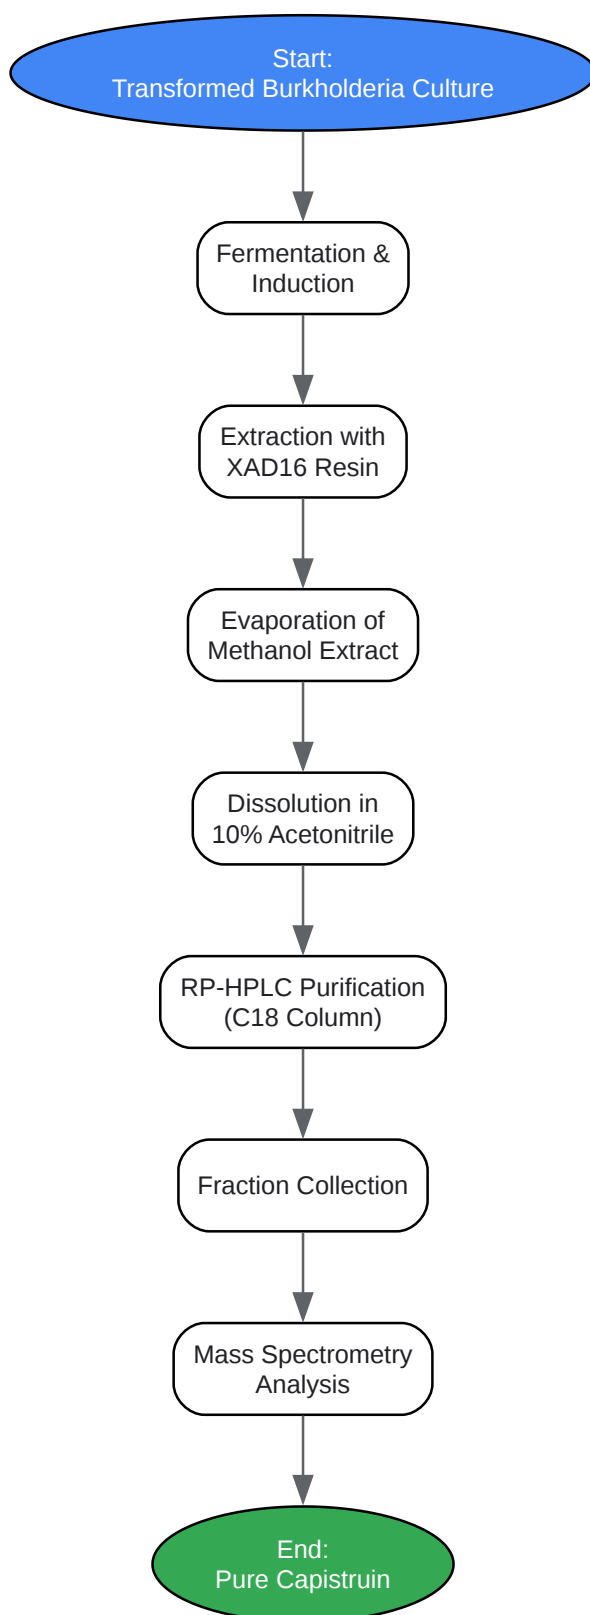 Start:
Transformed Burkholderia Culture
Fermentation &
Induction
Extraction with
XAD16 Resin
Evaporation of
Methanol Extract
Dissolution in
10% Acetonitrile
RP-HPLC Purification
(C18 Column)
Fraction Collection
Mass Spectrometry
Analysis
End:
Pure Capistruin